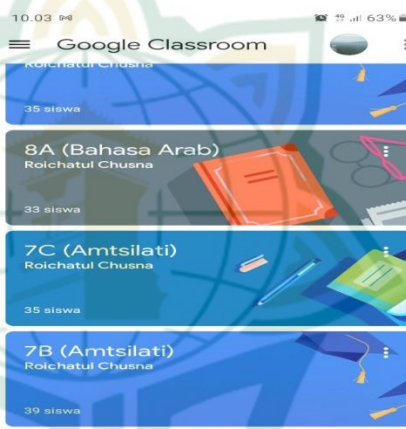 10.03
63%
Google Classroom
Roichatul Chusna
35 siswa
8A (Bahasa Arab)
Roichatul Chusna
33 siswa
7C (Amtsilati)
Roichatul Chusna
35 siswa
7B (Amtsilati)
Roichatul Chusna
39 siswa